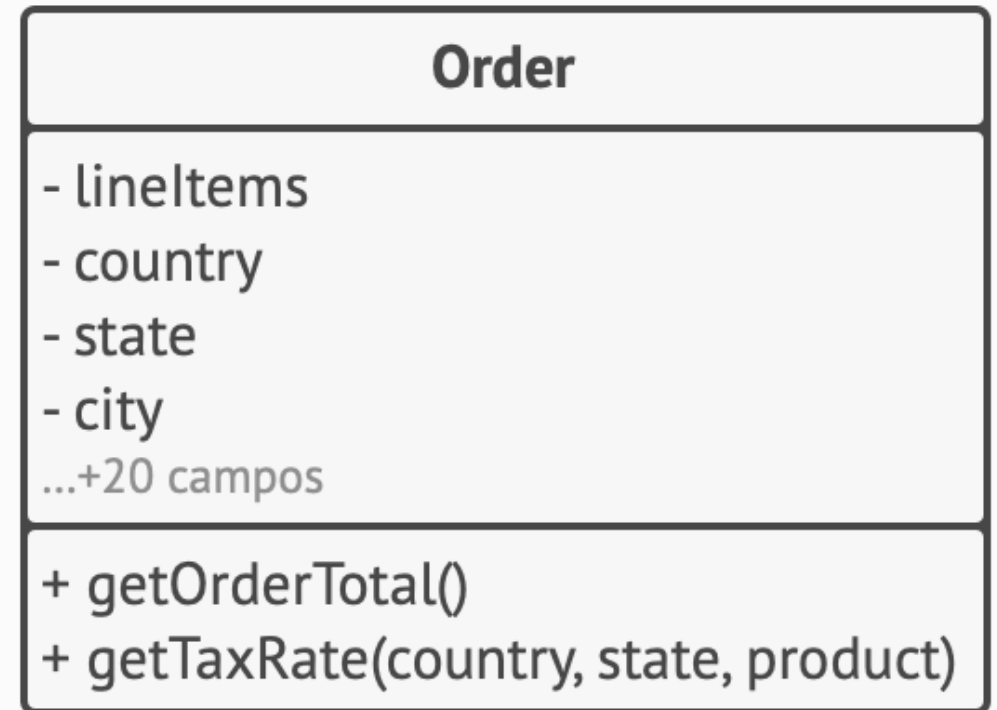 Order
- lineItems
- country
- state
- city
...+20 campos
+ getOrderTotal()
+ getTaxRate(country, state, product)